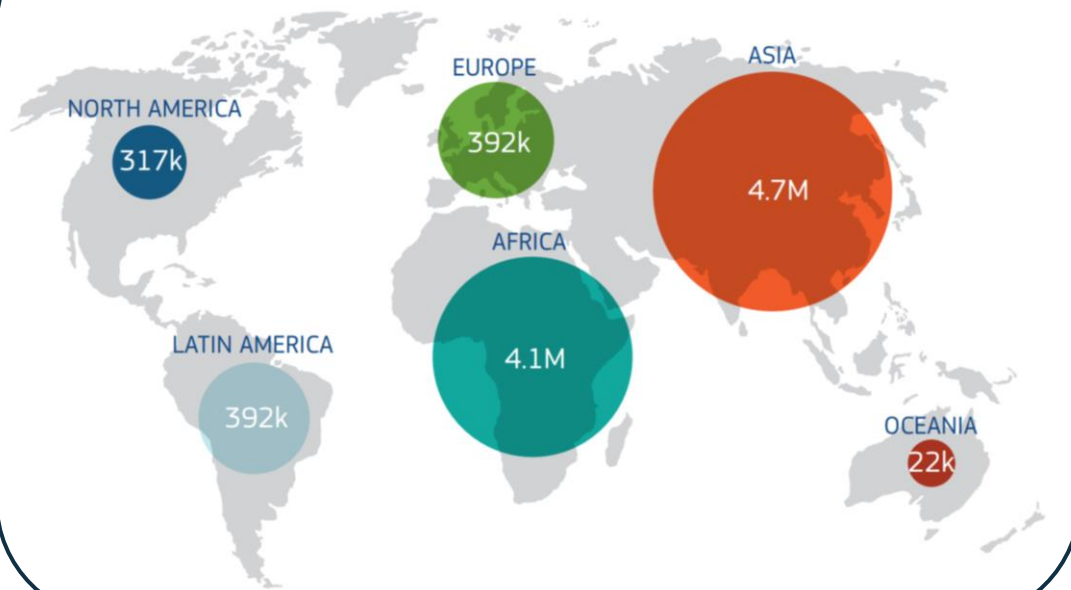 NORTH AMERICA
317k
EUROPE
392k
ASIA
4.7M
AFRICA
4.1M
LATIN AMERICA
392k
OCEANIA
22k